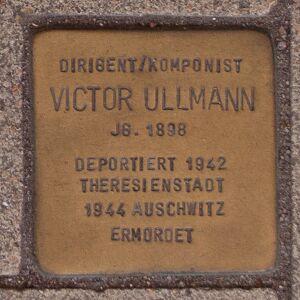 DIRIGENT/KOMPONIST
VICTOR ULLMANN
JG. 1898
DEPORTIERT 1942
THERESIENSTADT
1944 AUSCHWITZ
ERMORDET